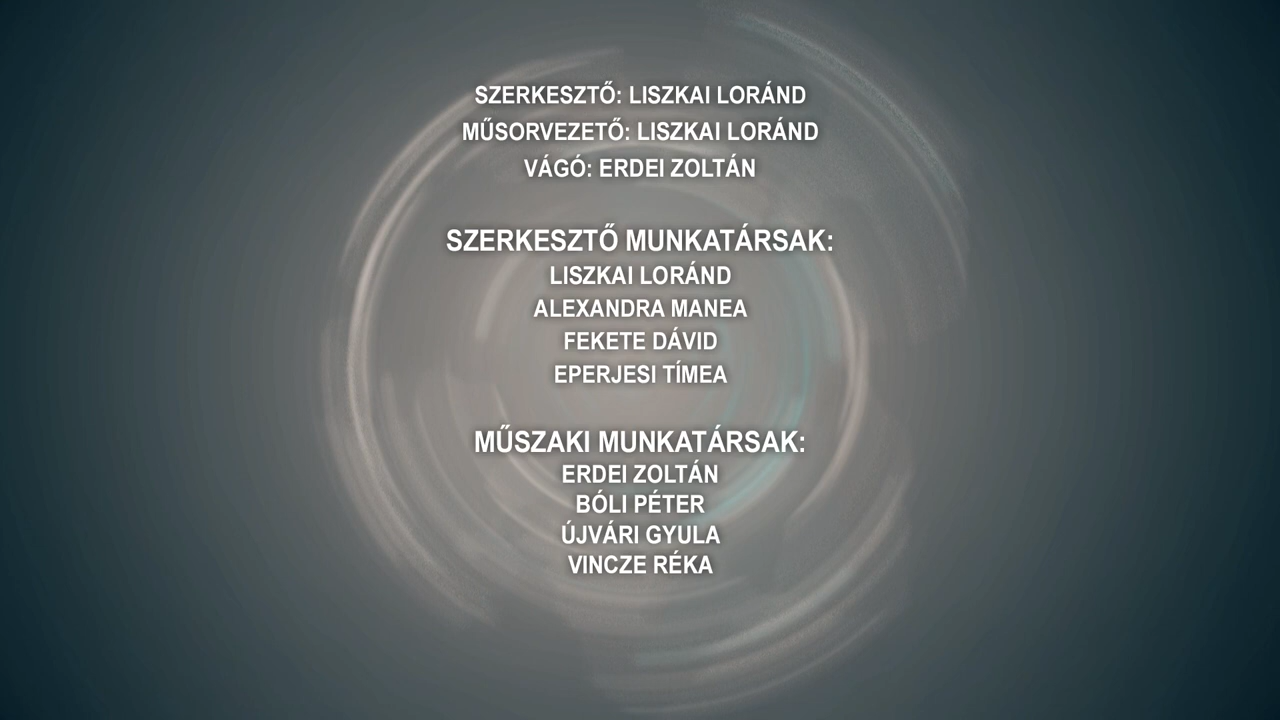 SZERKESZTŐ: LISZKAI LORÁND
MŰSORVEZETŐ: LISZKAI LORÁND
VÁGÓ: ERDEI ZOLTÁN
SZERKESZTŐ MUNKATÁRSAK:
LISZKAI LORÁND
ALEXANDRA MANEA
FEKETE DÁVID
EPERJESI TÍMEA
MŰSZAKI MUNKATÁRSAK:
ERDEI ZOLTÁN
BÓLI PÉTER
ÚJVÁRI GYULA
VINCZE RÉKA